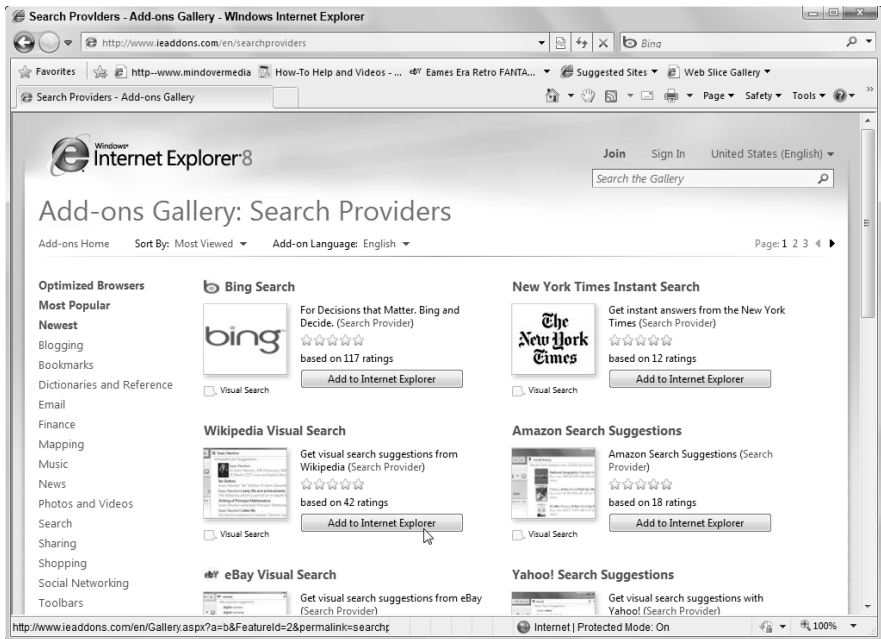 Search Providers - Add-ons Gallery - Windows Internet Explorer
http://www.ieaddons.com/en/searchproviders
Bing
Favorites
http--www.mindovermedia
How-To Help and Videos - ...
Eames Era Retro FANTA...
Suggested Sites
Web Slice Gallery
Search Providers - Add-ons Gallery
Page
Safety
Tools
Windows
Internet Explorer 8
Join Sign In United States (English)
Search the Gallery
Add-ons Gallery: Search Providers
Add-ons Home Sort By: Most Viewed Add-on Language: English
Page: 1 2 3
Optimized Browsers
Most Popular
Newest
Blogging
Bookmarks
Dictionaries and Reference
Email
Finance
Mapping
Music
News
Photos and Videos
Search
Sharing
Shopping
Social Networking
Toolbars
Bing Search
bing
For Decisions that Matter. Bing and
Decide. (Search Provider)
based on 117 ratings
Add to Internet Explorer
Visual Search
New York Times Instant Search
The
New York
Times
Get instant answers from the New York
Times (Search Provider)
based on 12 ratings
Add to Internet Explorer
Visual Search
Wikipedia Visual Search
Get visual search suggestions from
Wikipedia (Search Provider)
based on 42 ratings
Add to Internet Explorer
Visual Search
Amazon Search Suggestions
Amazon Search Suggestions (Search
Provider)
based on 18 ratings
Add to Internet Explorer
Visual Search
eBay Visual Search
Get visual search suggestions from eBay
(Search Provider)
Yahoo! Search Suggestions
Get visual search suggestions with
Yahoo! (Search Provider)
http://www.ieaddons.com/en/Gallery.aspx?a=b&FeatureId=2&permalink=searchp
Internet | Protected Mode: On
100%